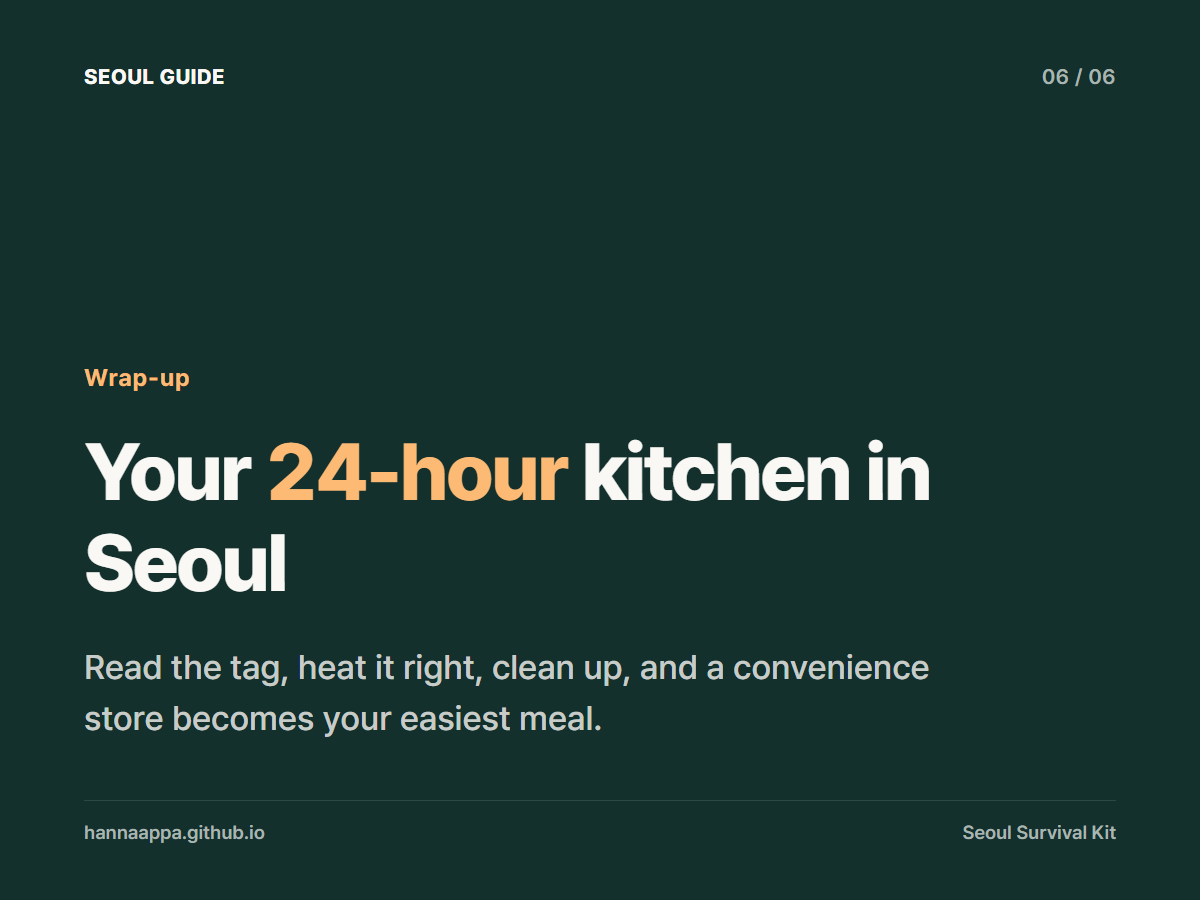 SEOUL GUIDE
06 / 06
Wrap-up
Your 24-hour kitchen in
Seoul
Read the tag, heat it right, clean up, and a convenience
store becomes your easiest meal.
hannaappa.github.io
Seoul Survival Kit